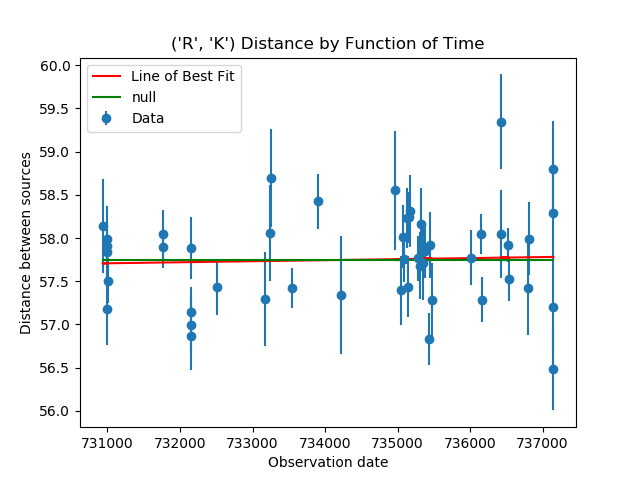 ('R', 'K') Distance by Function of Time
Line of Best Fit
null
Data
60.0
59.5
59.0
58.5
58.0
57.5
57.0
56.5
56.0
Distance between sources
731000 732000 733000 734000 735000 736000 737000
Observation date